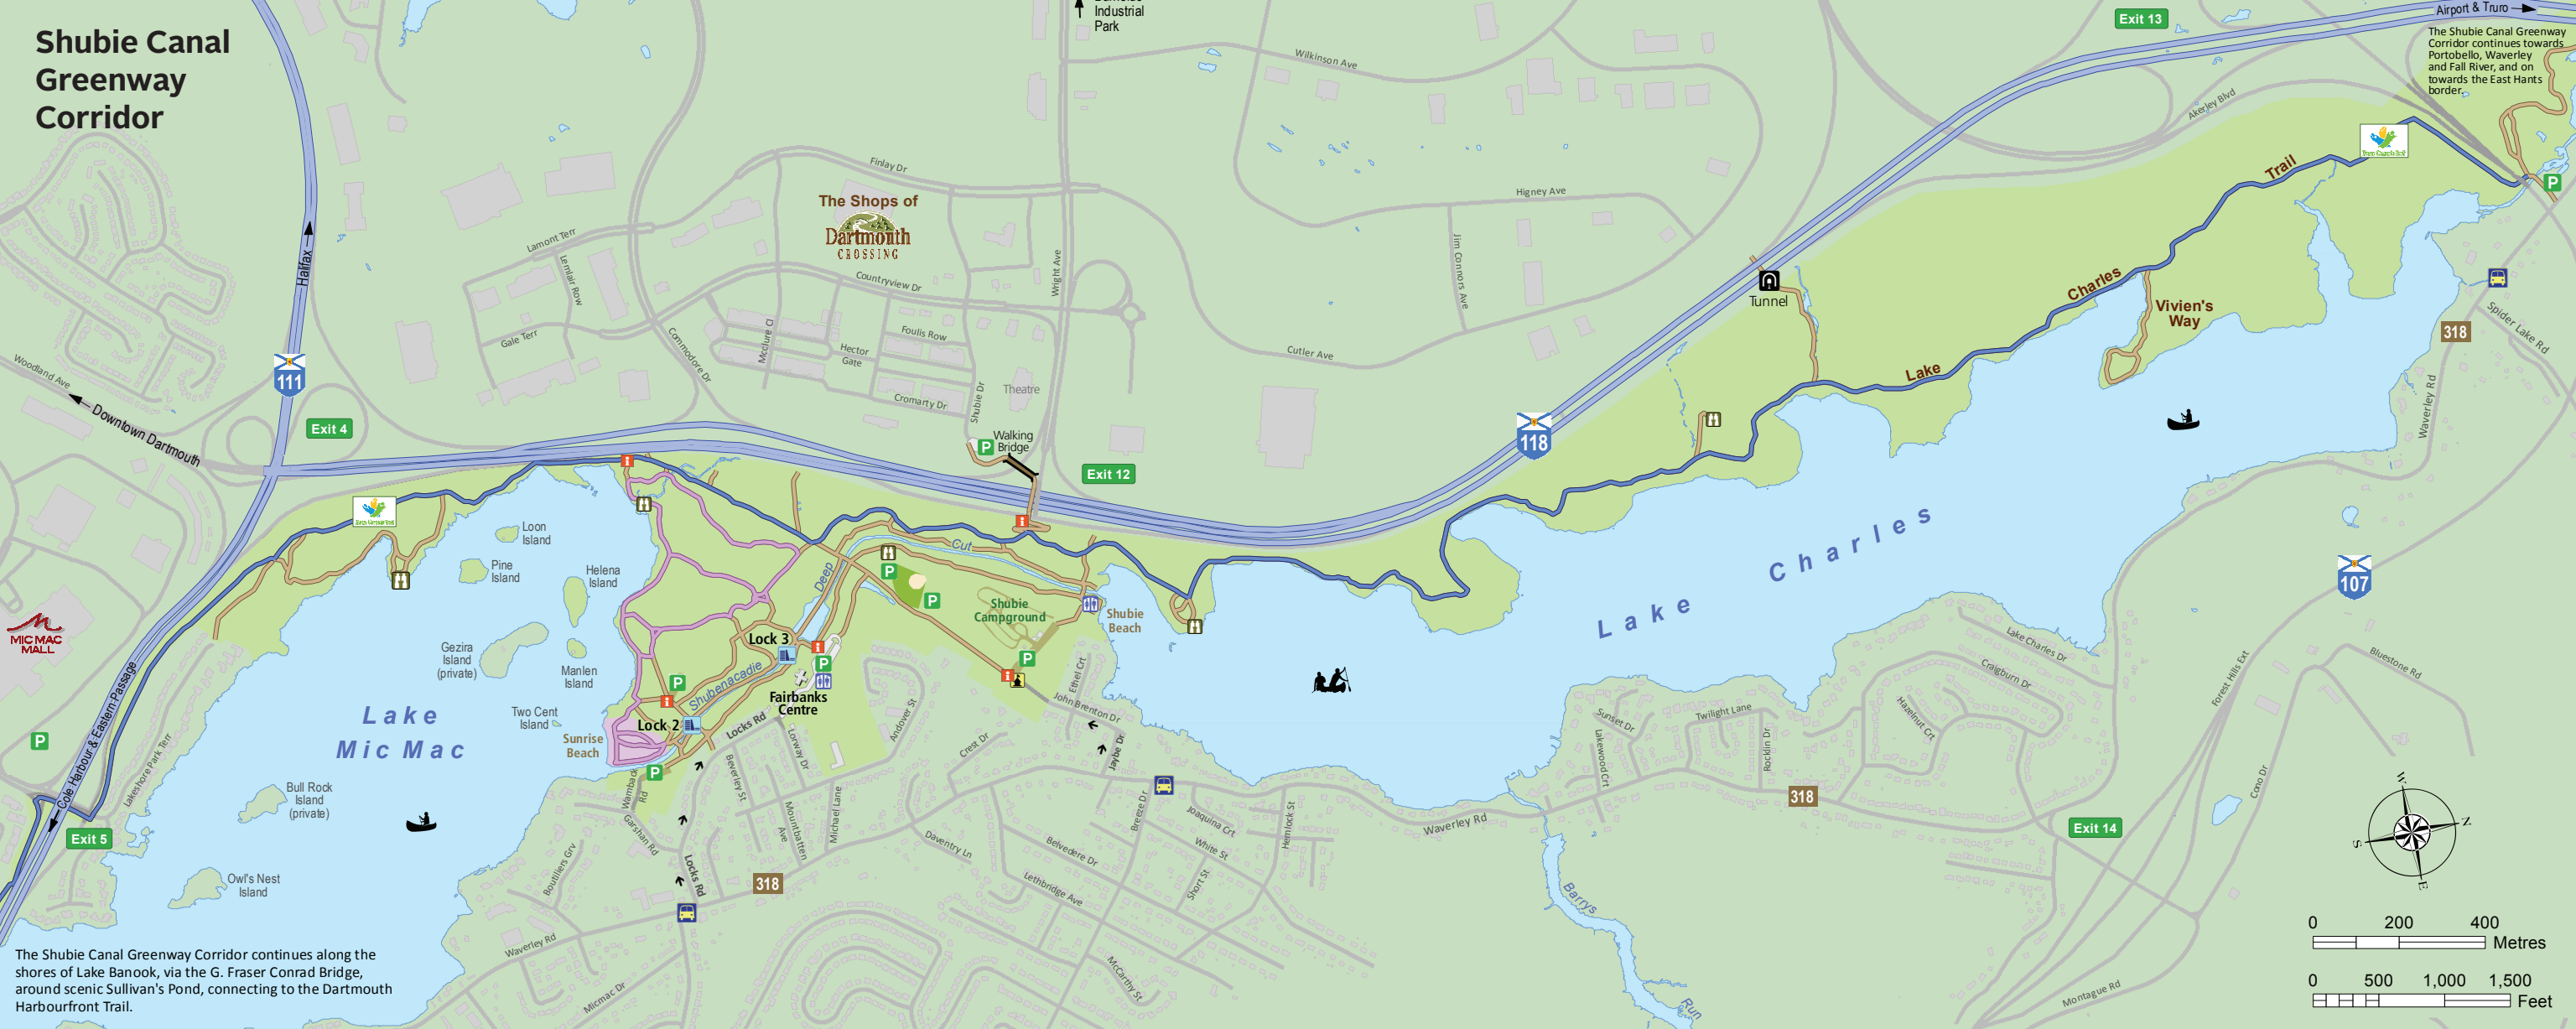 Shubie Canal
Greenway
Corridor
Industrial
Park
Exit 13
Airport & Truro
The Shubie Canal Greenway
Corridor continues towards
Portobello, Waverley
and Fall River, and on
towards the East Hants
border.
Wilkinson Ave
Akerley Blvd
Finlay Dr
Higney Ave
The Shops of
Dartmouth
CROSSING
Lamont Terr
Lemlair Row
Halifax
Wright Ave
Jim Connors Ave
Countryview Dr
Trail
Charles
Lake
Vivien's
Way
Tunnel
318
Spider Lake Rd
Waverley Rd
Gale Terr
Commodore Dr
Mcclure Cl
Foulis Row
Hector
Gate
Cromarty Dr
Shubie Dr
Theatre
Cutler Ave
Woodland Ave
111
Downtown Dartmouth
Exit 4
Walking
Bridge
P
Exit 12
118
Loon
Island
Pine
Island
Helena
Island
Cut
Deep
P
P
Shubie
Campground
Shubie
Beach
Lake Charles
107
MIC MAC
MALL
Gezira
Island
(private)
Manlen
Island
Lock 3
P
P
P
Shubenacadie
Fairbanks
Centre
Two Cent
Island
Lock 2
Locks Rd
Sunrise
Beach
P
Lake
Mic Mac
P
Cole Harbour & Eastern Passage
Lakeshore Park Terr
Bull Rock
Island
(private)
Exit 5
Owl's Nest
Island
Wamback
Rd
Garshan Rd
Boutiliers Grv
Beverley St
Lorway Dr
Mountbatten
Ave
Michael Lane
Andover St
Crest Dr
Ethel Crt
John Brenton Dr
Jaybe Dr
Breeze Dr
Joaquina Crt
White St
Hemlock St
Daventry Ln
Belvedere Dr
Lethbridge Ave
Short St
McCarthy St
Locks Rd
318
Waverley Rd
Micmac Dr
Waverley Rd
Barrys
Run
Sunset Dr
Lakewood Crt
Twilight Lane
Rocklin Dr
318
Hazelnut Crt
Craigburn Dr
Lake Charles Dr
Forest Hills Ext
Bluestone Rd
Cono Dr
Exit 14
Montague Rd
P
W
N
S
E
0 200 400
Metres
0 500 1,000 1,500
Feet
The Shubie Canal Greenway Corridor continues along the
shores of Lake Banook, via the G. Fraser Conrad Bridge,
around scenic Sullivan's Pond, connecting to the Dartmouth
Harbourfront Trail.